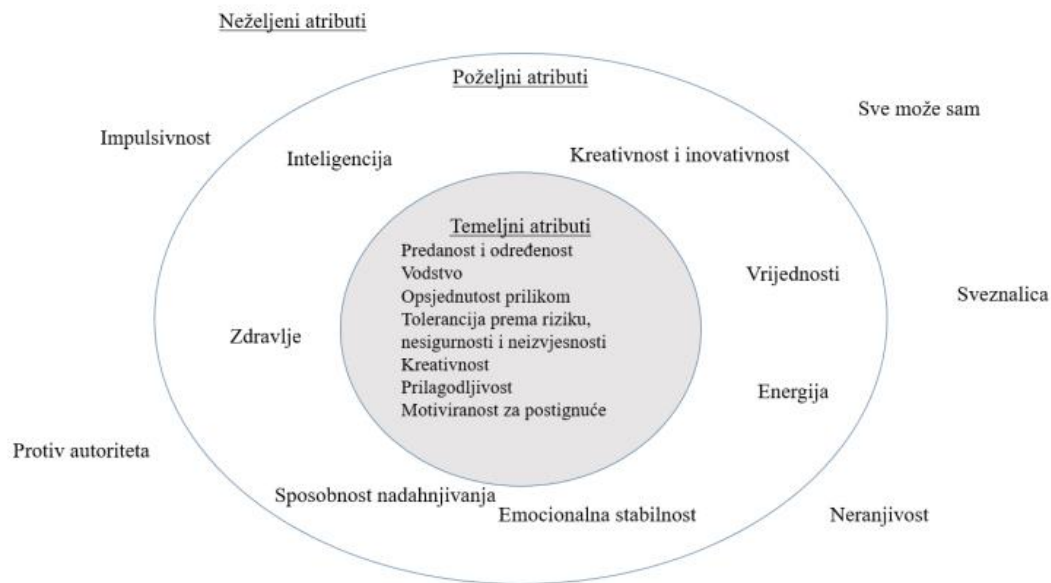 Neželjeni atributi
Poželjni atributi
Sve može sam
Impulsivnost
Inteligencija
Kreativnost i inovativnost
Temeljni atributi
Predanost i određenost
Vodstvo
Opsjednutost prilikom
Tolerancija prema riziku,
nesigurnosti i neizvjesnosti
Kreativnost
Prilagodljivost
Motiviranost za postignuće
Vrijednosti
Sveznalica
Zdravlje
Energija
Protiv autoriteta
Sposobnost nadahnjivanja
Emocionalna stabilnost
Neranjivost